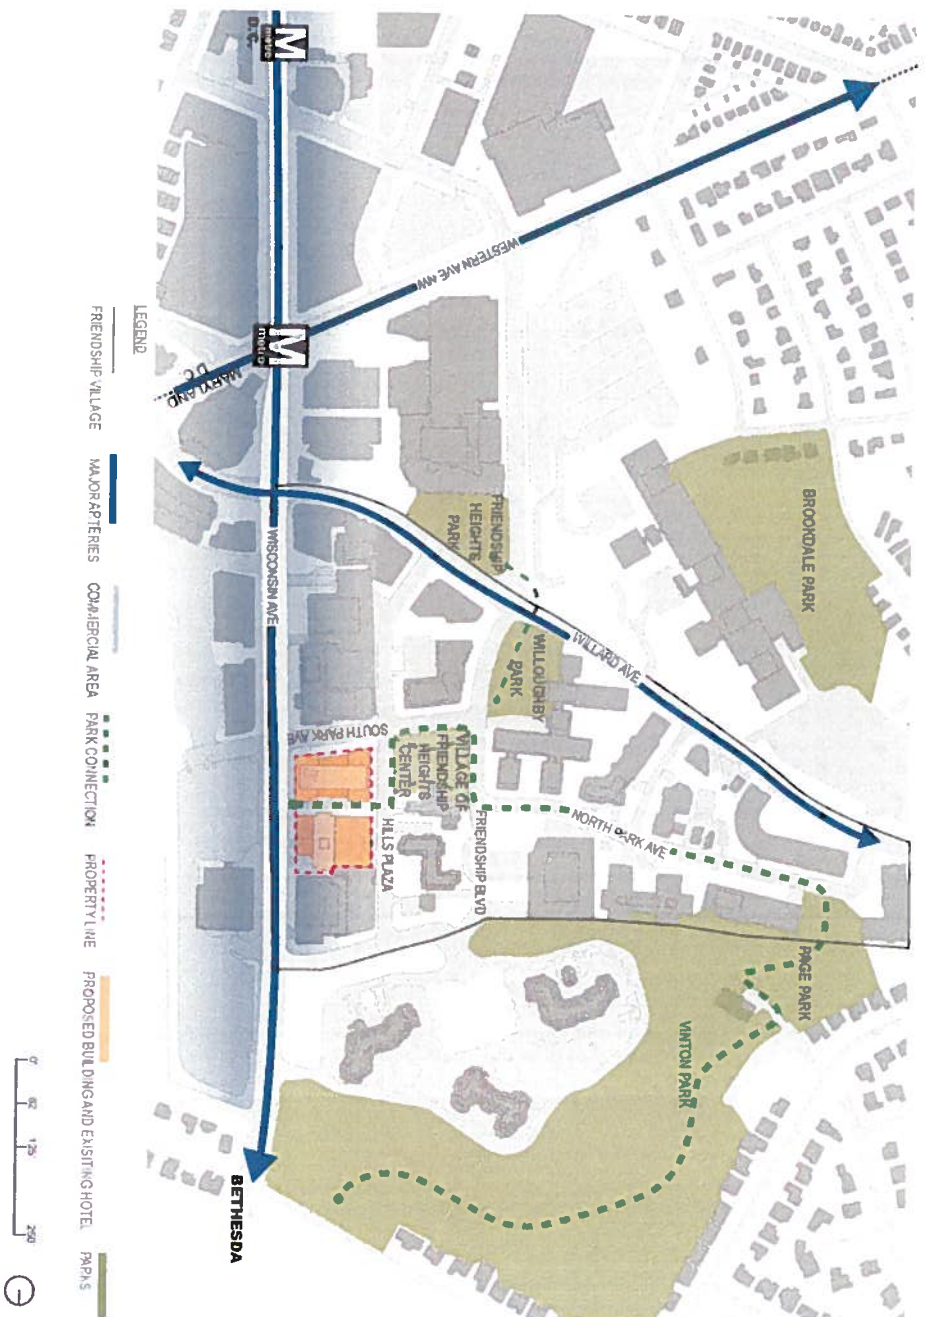 M
metro
D.C.
WESTERN AVE NW
M
metro
D.C.
MARYLAND
BROOKDALE PARK
FRIENDSHIP
HEIGHTS
PARK
WILLARD AVE
WILLOUGHBY
PARK
WISCONSIN AVE
SOUTH PARK AVE
VILLAGE OF
FRIENDSHIP
HEIGHTS
CENTER
HILLS PLAZA
FRIENDSHIP BLVD
NORTH PARK AVE
PAGE PARK
VINTON PARK
BETHESDA
LEGEND
FRIENDSHIP VILLAGE
MAJOR ARTERIES
COMMERCIAL AREA
PARK CONNECTION
PROPERTY LINE
PROPOSED BUILDING AND EXISITING HOTEL
PARKS
0'
62
125'
250'